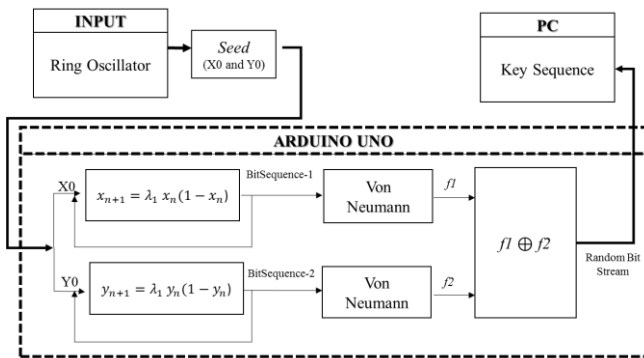 INPUT
Ring Oscillator
Seed
(X0 and Y0)
PC
Key Sequence
ARDUINO UNO
X0
xₙ₊₁ = λ₁ xₙ(1 − xₙ)
BitSequence-1
Von
Neumann
f1
f1 ⊕ f2
Random Bit
Stream
Y0
yₙ₊₁ = λ₁ yₙ(1 − yₙ)
BitSequence-2
Von
Neumann
f2